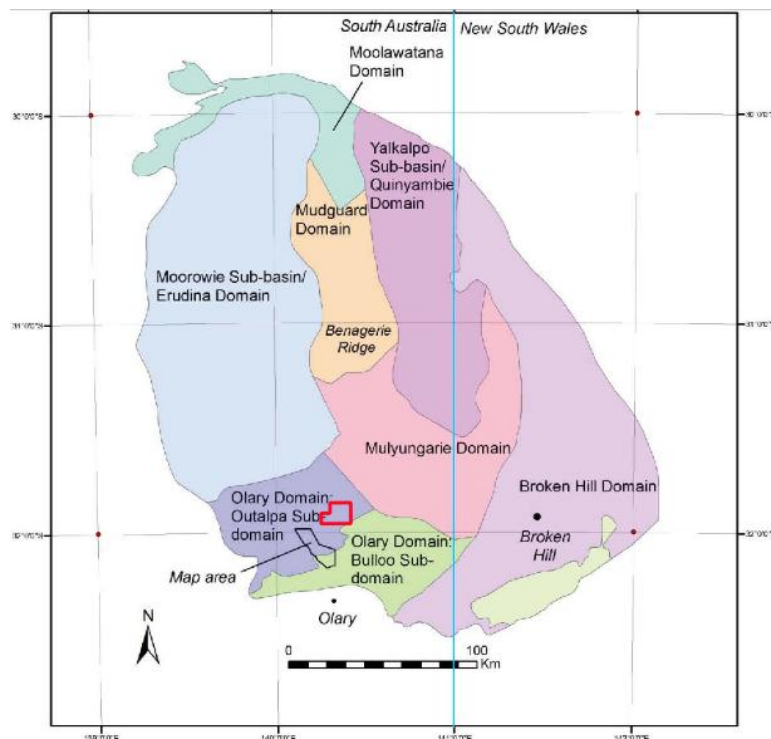 South Australia
New South Wales
Moolawatana
Domain
Yalkalpo
Sub-basin/
Quinyambie
Domain
Mudguard
Domain
Moorowie Sub-basin/
Erudina Domain
Benagerie
Ridge
Mulyungarie Domain
Broken Hill Domain
Broken
Hill
Olary Domain:
Outalpa Sub-
domain
Olary Domain:
Bulloo Sub-
domain
Map area
Olary
N
0
100
Km